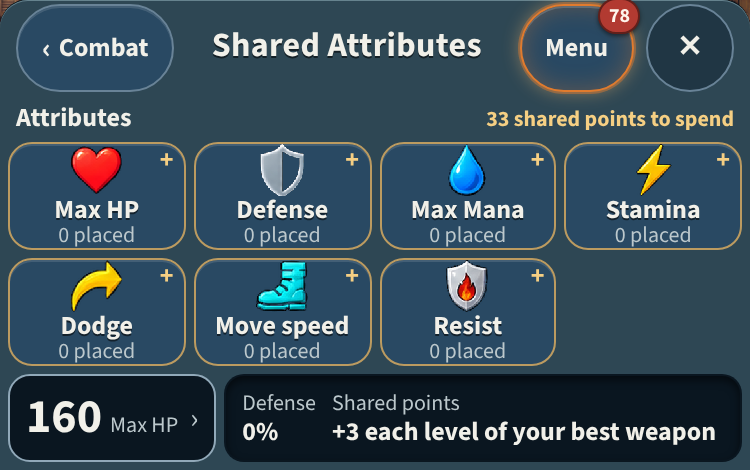 ‹ Combat
Shared Attributes
Menu
78
✕
Attributes
33 shared points to spend
+
+
+
+
Max HP
Defense
Max Mana
Stamina
0 placed
0 placed
0 placed
0 placed
+
+
+
Dodge
Move speed
Resist
0 placed
0 placed
0 placed
160 Max HP ›
Defense
Shared points
0%
+3 each level of your best weapon